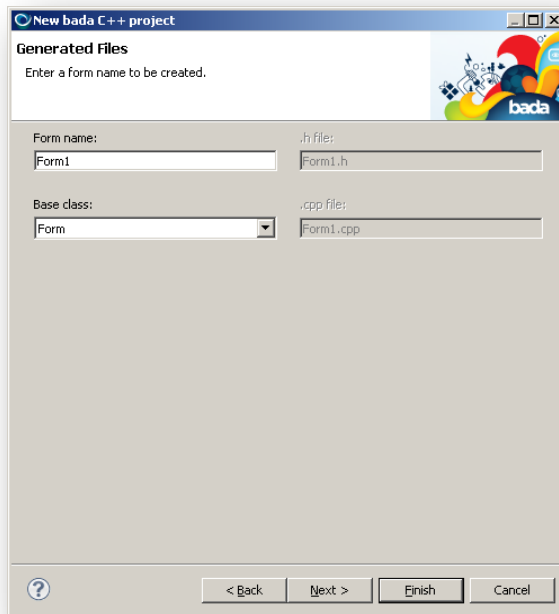 New bada C++ project
Generated Files
Enter a form name to be created.
bada
Form name:
.h file:
Form1
Form1.h
Base class:
.cpp file:
Form
Form1.cpp
?
< Back
Next >
Finish
Cancel